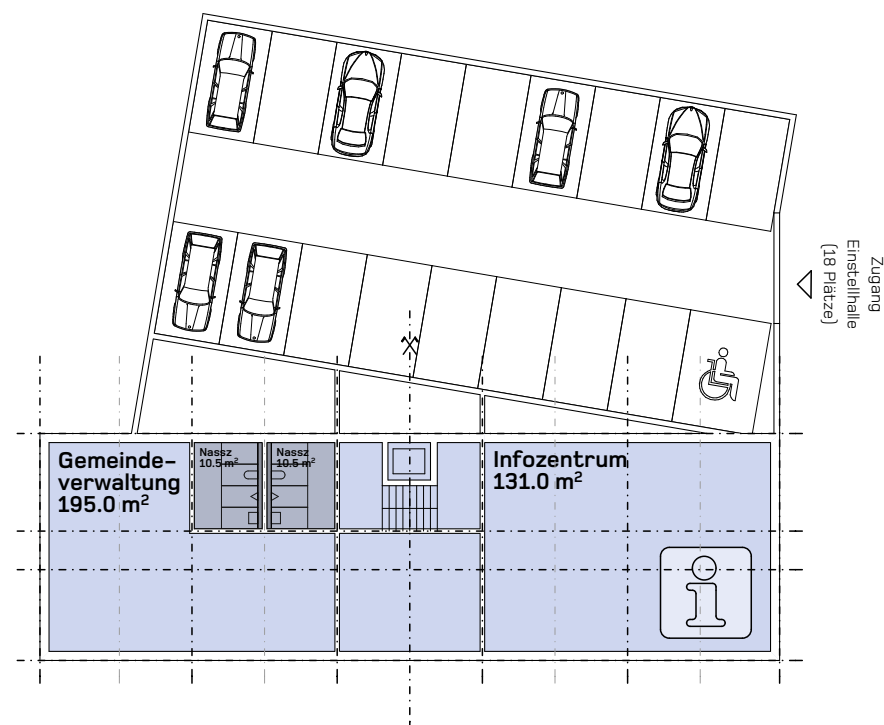 Zugang
Einstellhalle
(18 Plätze)
Gemeinde-
verwaltung
195.0 m²
Nassz
10.5 m²
Nassz
10.5 m²
Infozentrum
131.0 m²
i